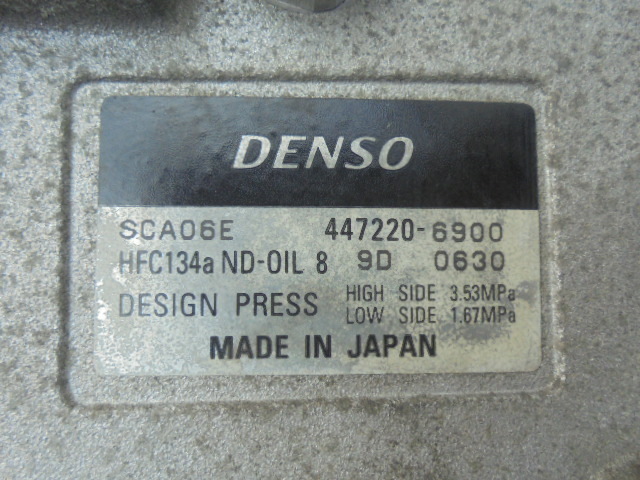 DENSO
SCA06E 447220-6900
HFC134a ND-OIL 8 9D 0630
DESIGN PRESS HIGH SIDE 3.53MPa
LOW SIDE 1.67MPa
MADE IN JAPAN